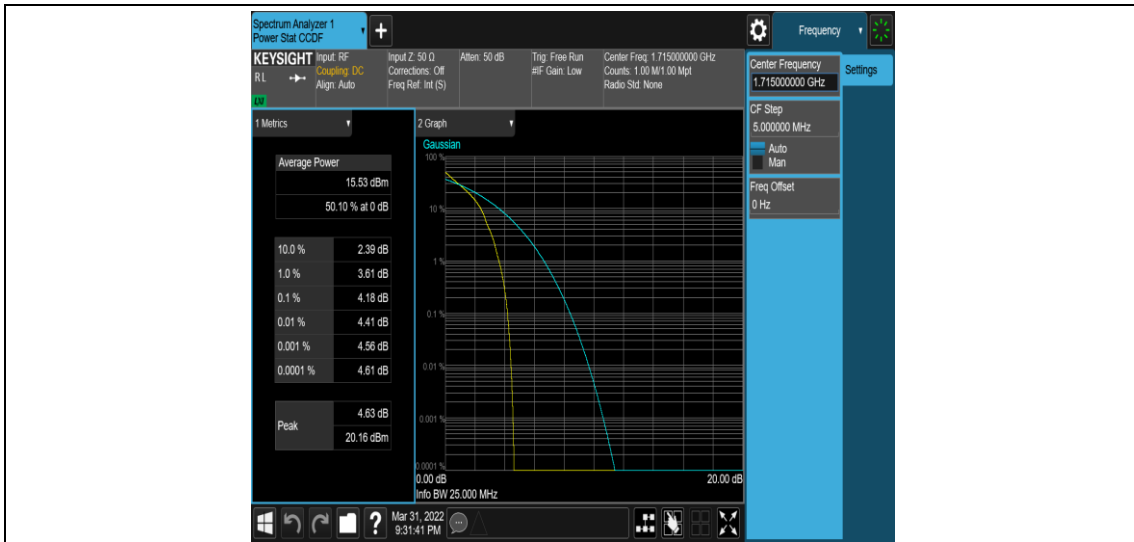 Spectrum Analyzer 1
Power Stat CCDF
Frequency
KEYSIGHT
RL
Input: RF
Coupling: DC
Align: Auto
Input Z: 50 Ω
Corrections: Off
Freq Ref: Int (S)
Atten: 50 dB
Trig: Free Run
#IF Gain: Low
Center Freq: 1.715000000 GHz
Counts: 1.00 M/1.00 Mpt
Radio Std: None
Center Frequency
1.715000000 GHz
Settings
CF Step
5.000000 MHz
Auto
Man
Freq Offset
0 Hz
1 Metrics
Average Power
15.53 dBm
50.10 % at 0 dB
10.0 % 2.39 dB
1.0 % 3.61 dB
0.1 % 4.18 dB
0.01 % 4.41 dB
0.001 % 4.56 dB
0.0001 % 4.61 dB
Peak
4.63 dB
20.16 dBm
2 Graph
Gaussian
100 %
10 %
1 %
0.1 %
0.01 %
0.001 %
0.0001 %
0.00 dB 20.00 dB
Info BW 25.000 MHz
Mar 31, 2022
9:31:41 PM